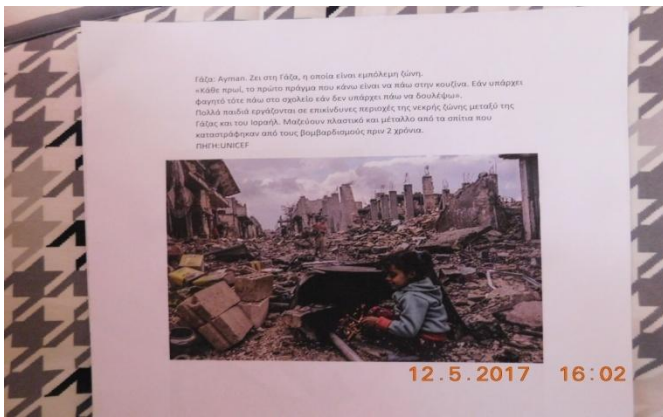 Γάζα: Ayman. Ζει στη Γάζα, η οποία είναι εμπόλεμη ζώνη.
«Κάθε πρωί, το πρώτο πράγμα που κάνω είναι να πάω στην κουζίνα. Εάν υπάρχει
φαγητό τότε πάω στο σχολείο εάν δεν υπάρχει πάω να δουλέψω».
Πολλά παιδιά εργάζονται σε επικίνδυνες περιοχές της νεκρής ζώνης μεταξύ της
Γάζας και του Ισραήλ. Μαζεύουν πλαστικό και μέταλλο από τα σπίτια που
καταστράφηκαν από τους βομβαρδισμούς πριν 2 χρόνια.
ΠΗΓΗ:UNICEF
12.5.2017 16:02